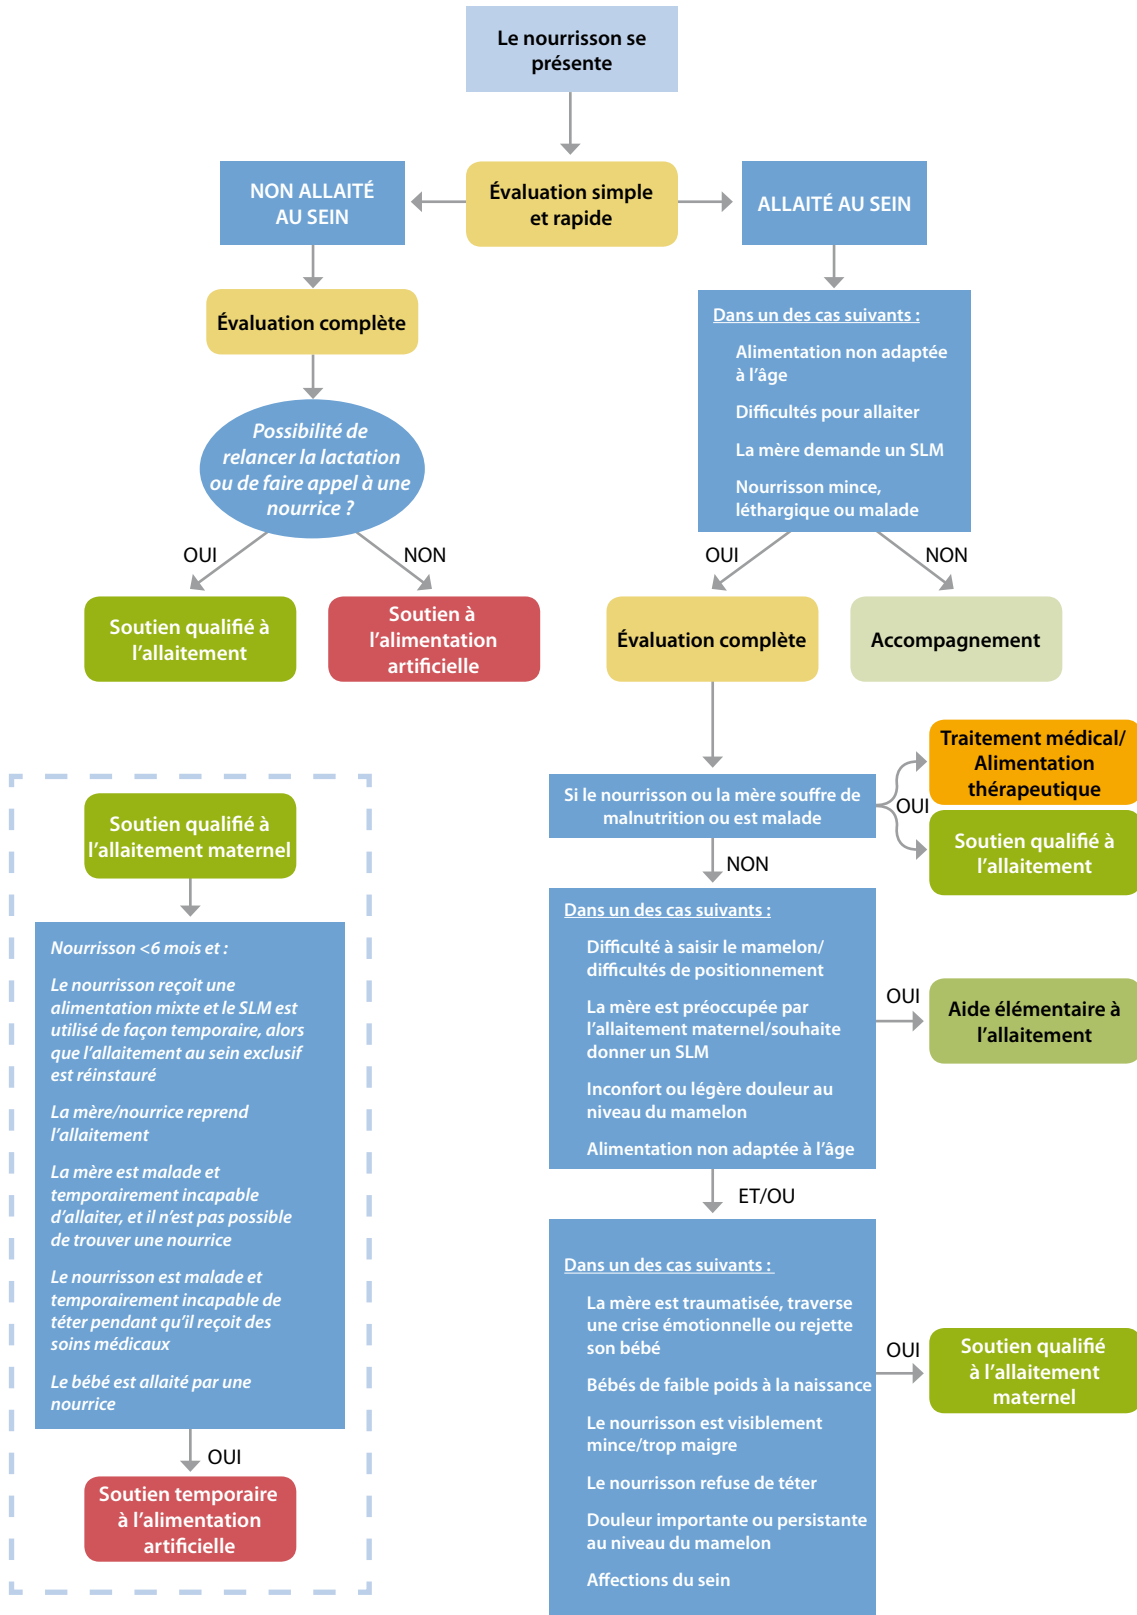 Le nourrisson se
présente
Évaluation simple
et rapide
NON ALLAITÉ
AU SEIN
ALLAITÉ AU SEIN
Évaluation complète
Possibilité de
relancer la lactation
ou de faire appel à une
nourrice ?
OUI
NON
Soutien qualifié à
l’allaitement
Soutien à
l’alimentation
artificielle
Dans un des cas suivants :
Alimentation non adaptée
à l’âge
Difficultés pour allaiter
La mère demande un SLM
Nourrisson mince,
léthargique ou malade
OUI
NON
Évaluation complète
Accompagnement
Si le nourrisson ou la mère souffre de
malnutrition ou est malade
OUI
Traitement médical/
Alimentation
thérapeutique
Soutien qualifié à
l’allaitement
NON
Dans un des cas suivants :
Difficulté à saisir le mamelon/
difficultés de positionnement
La mère est préoccupée par
l’allaitement maternel/souhaite
donner un SLM
Inconfort ou légère douleur au
niveau du mamelon
Alimentation non adaptée à l’âge
OUI
Aide élémentaire à
l’allaitement
ET/OU
Dans un des cas suivants :
La mère est traumatisée, traverse
une crise émotionnelle ou rejette
son bébé
Bébés de faible poids à la naissance
Le nourrisson est visiblement
mince/trop maigre
Le nourrisson refuse de téter
Douleur importante ou persistante
au niveau du mamelon
Affections du sein
OUI
Soutien qualifié
à l’allaitement
maternel
Soutien qualifié à
l’allaitement maternel
Nourrisson <6 mois et :
Le nourrisson reçoit une
alimentation mixte et le SLM est
utilisé de façon temporaire, alors
que l’allaitement au sein exclusif
est réinstauré
La mère/nourrice reprend
l’allaitement
La mère est malade et
temporairement incapable
d’allaiter, et il n’est pas possible
de trouver une nourrice
Le nourrisson est malade et
temporairement incapable de
téter pendant qu’il reçoit des
soins médicaux
Le bébé est allaité par une
nourrice
OUI
Soutien temporaire
à l’alimentation
artificielle